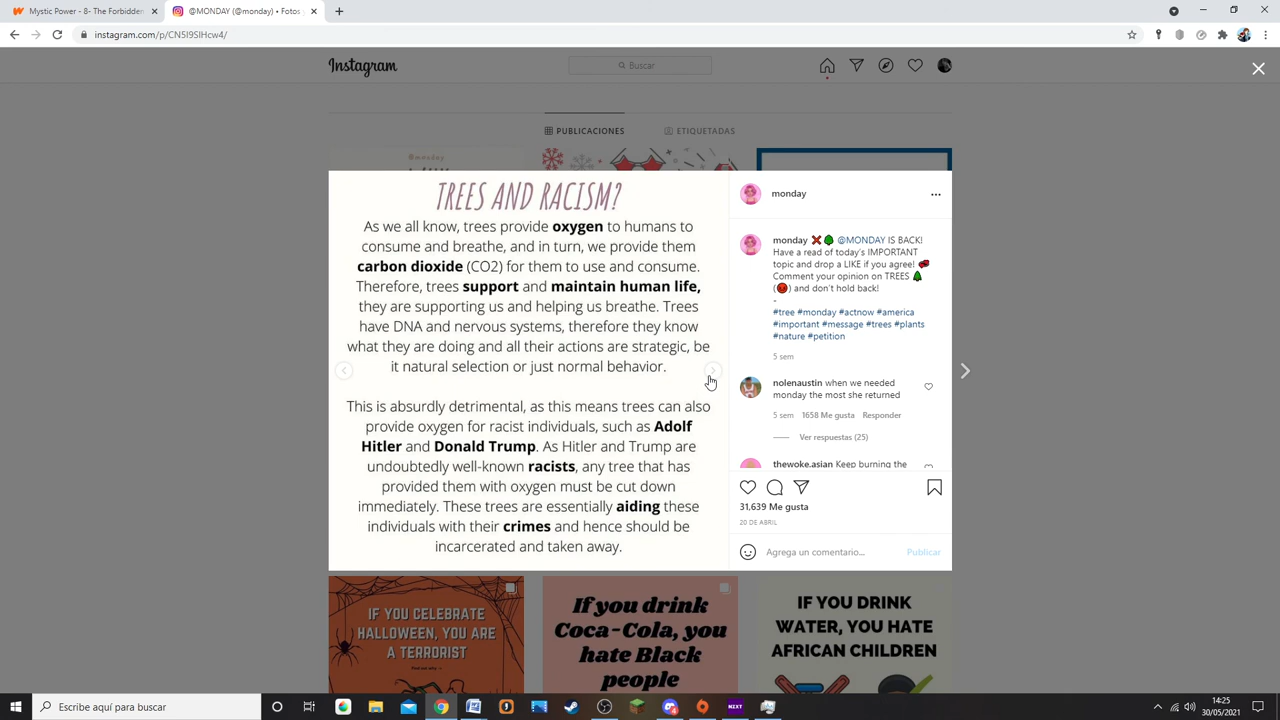 Mystic Power - 8- The Forbidden
@MONDAY (@monday) • Fotos y
instagram.com/p/CN5I9SIHcw4/
Instagram
Buscar
PUBLICACIONES
ETIQUETADAS
@monday
TREES AND RACISM?
As we all know, trees provide oxygen to humans to
consume and breathe, and in turn, we provide them
carbon dioxide (CO2) for them to use and consume.
Therefore, trees support and maintain human life,
they are supporting us and helping us breathe. Trees
have DNA and nervous systems, therefore they know
what they are doing and all their actions are strategic, be
it natural selection or just normal behavior.
This is absurdly detrimental, as this means trees can also
provide oxygen for racist individuals, such as Adolf
Hitler and Donald Trump. As Hitler and Trump are
undoubtedly well-known racists, any tree that has
provided them with oxygen must be cut down
immediately. These trees are essentially aiding these
individuals with their crimes and hence should be
incarcerated and taken away.
monday
monday ❌🌲 @MONDAY IS BACK!
Have a read of today's IMPORTANT
topic and drop a LIKE if you agree!
Comment your opinion on TREES 🌲
(😡) and don't hold back!
-
#tree #monday #actnow #america
#important #message #trees #plants
#nature #petition
5 sem
nolenaustin when we needed
monday the most she returned
5 sem 1658 Me gusta Responder
Ver respuestas (25)
thewoke.asian Keep burning the
31,639 Me gusta
20 DE ABRIL
Agrega un comentario...
Publicar
IF YOU CELEBRATE
HALLOWEEN, YOU ARE
A TERRORIST
If you drink
Coca-Cola, you
hate Black
people
IF YOU DRINK
WATER, YOU HATE
AFRICAN CHILDREN
Escribe aquí para buscar
NIXT
14:25
30/05/2021